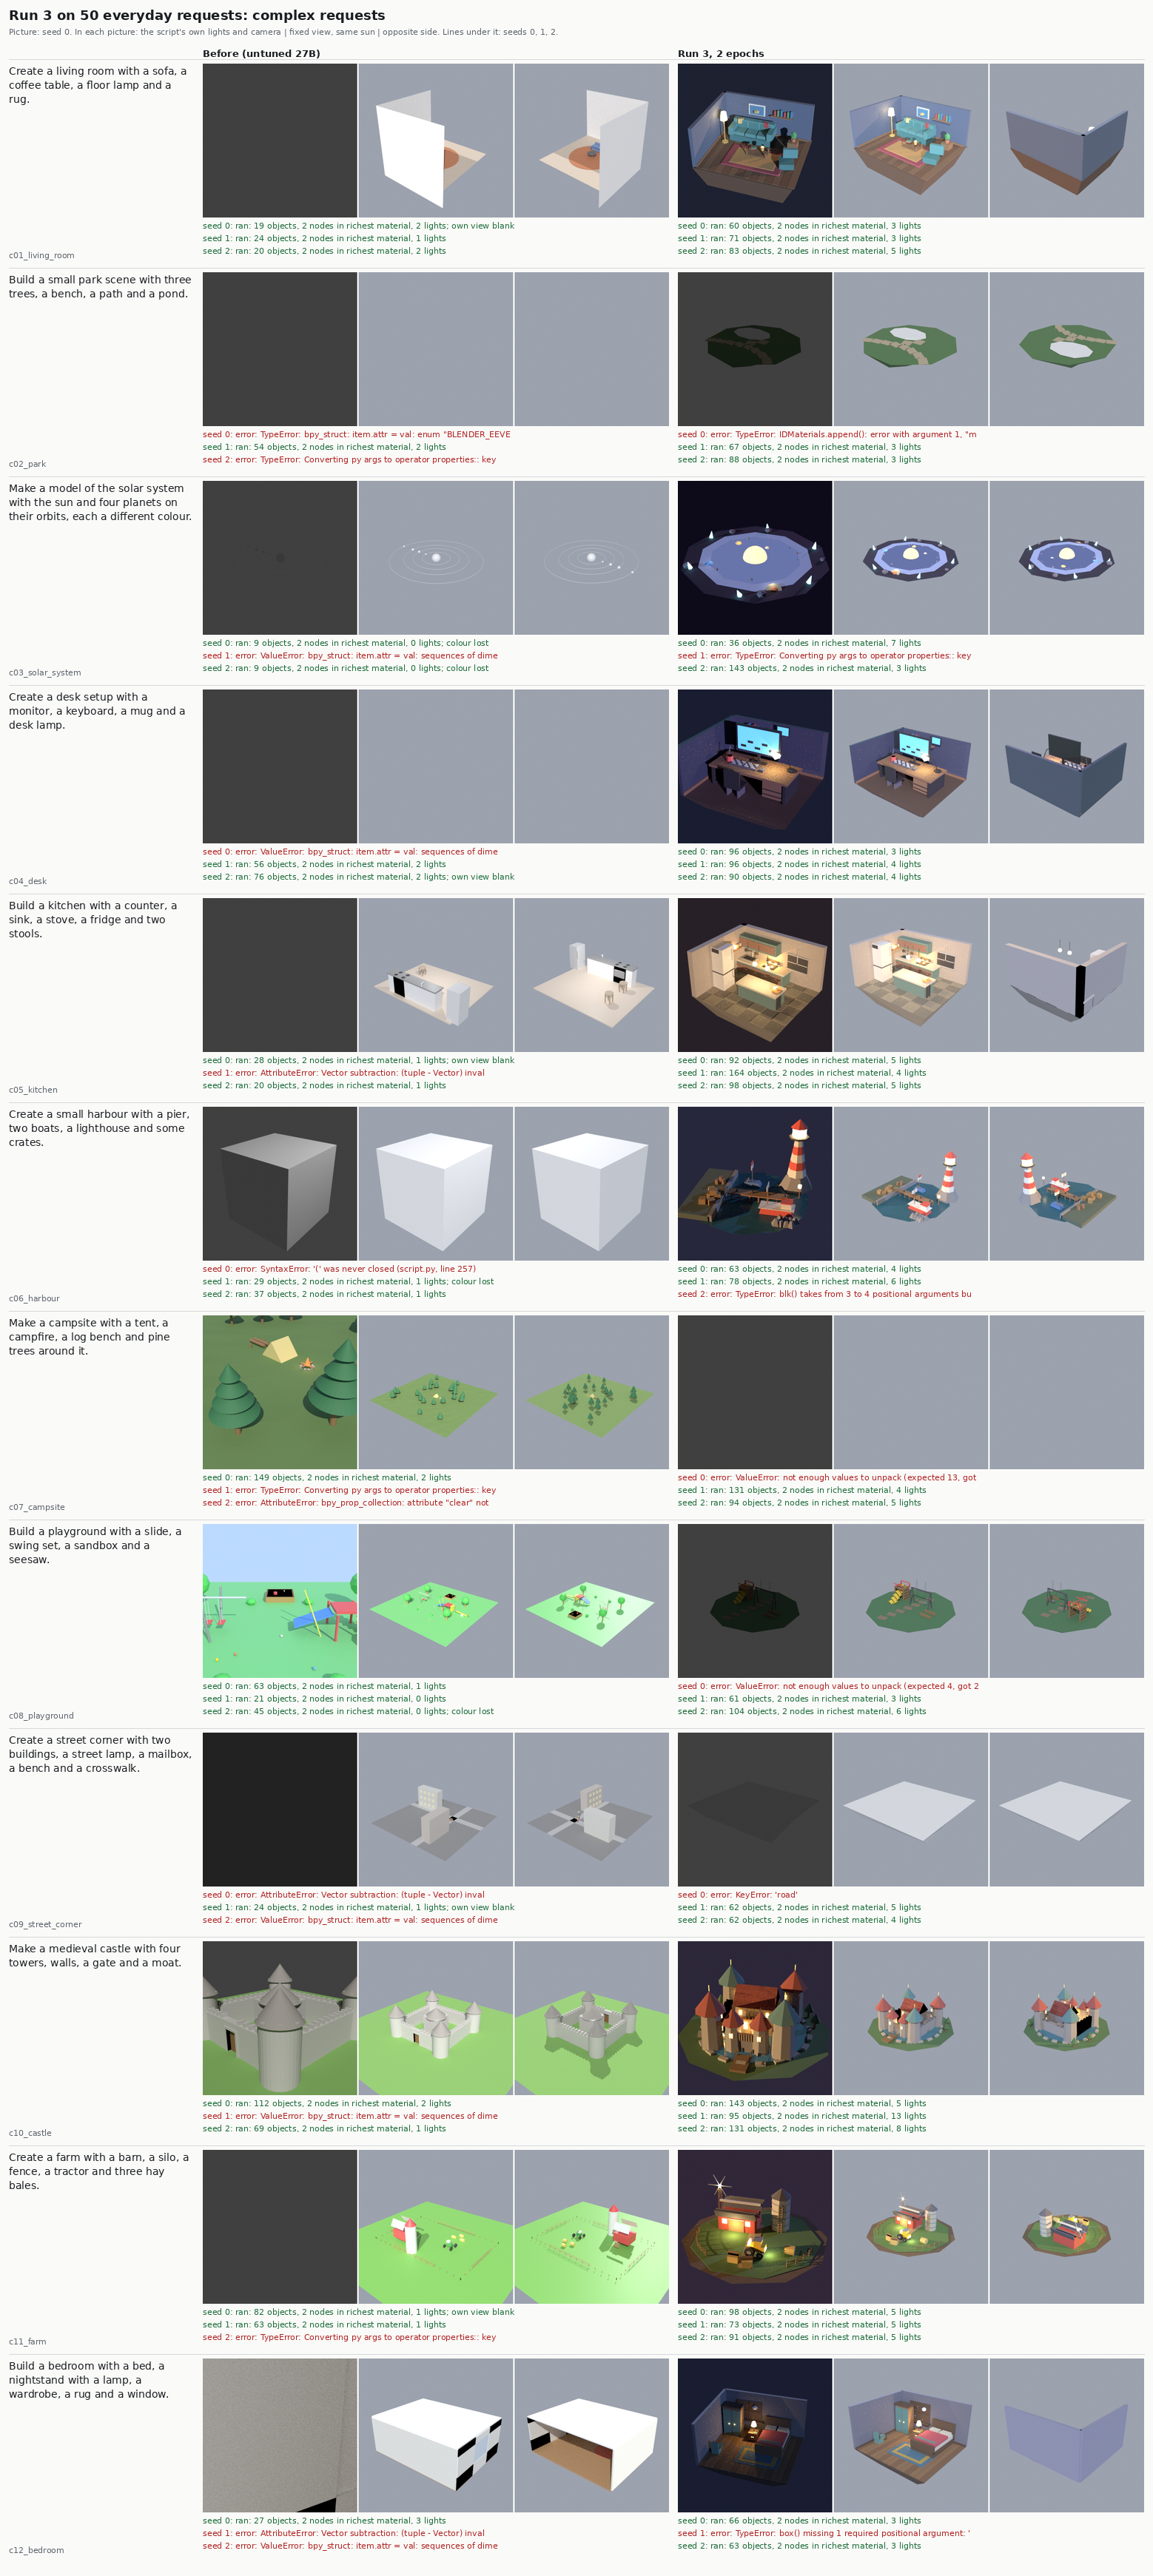 Run 3 on 50 everyday requests: complex requests
Picture: seed 0. In each picture: the script's own lights and camera | fixed view, same sun | opposite side. Lines under it: seeds 0, 1, 2.
Before (untuned 27B)
Run 3, 2 epochs
Create a living room with a sofa, a
coffee table, a floor lamp and a
rug.
seed 0: ran: 19 objects, 2 nodes in richest material, 2 lights; own view blank
seed 1: ran: 24 objects, 2 nodes in richest material, 1 lights
seed 2: ran: 20 objects, 2 nodes in richest material, 2 lights
seed 0: ran: 60 objects, 2 nodes in richest material, 3 lights
seed 1: ran: 71 objects, 2 nodes in richest material, 3 lights
seed 2: ran: 83 objects, 2 nodes in richest material, 5 lights
c01_living_room
Build a small park scene with three
trees, a bench, a path and a pond.
seed 0: error: TypeError: bpy_struct: item.attr = val: enum "BLENDER_EEVE
seed 1: ran: 54 objects, 2 nodes in richest material, 2 lights
seed 2: error: TypeError: Converting py args to operator properties:: key
seed 0: error: TypeError: IDMaterials.append(): error with argument 1, "m
seed 1: ran: 67 objects, 2 nodes in richest material, 3 lights
seed 2: ran: 88 objects, 2 nodes in richest material, 3 lights
c02_park
Make a model of the solar system
with the sun and four planets on
their orbits, each a different colour.
seed 0: ran: 9 objects, 2 nodes in richest material, 0 lights; colour lost
seed 1: error: ValueError: bpy_struct: item.attr = val: sequences of dime
seed 2: ran: 9 objects, 2 nodes in richest material, 0 lights; colour lost
seed 0: ran: 36 objects, 2 nodes in richest material, 7 lights
seed 1: error: TypeError: Converting py args to operator properties:: key
seed 2: ran: 143 objects, 2 nodes in richest material, 3 lights
c03_solar_system
Create a desk setup with a
monitor, a keyboard, a mug and a
desk lamp.
seed 0: error: ValueError: bpy_struct: item.attr = val: sequences of dime
seed 1: ran: 56 objects, 2 nodes in richest material, 2 lights
seed 2: ran: 76 objects, 2 nodes in richest material, 2 lights; own view blank
seed 0: ran: 96 objects, 2 nodes in richest material, 3 lights
seed 1: ran: 96 objects, 2 nodes in richest material, 4 lights
seed 2: ran: 90 objects, 2 nodes in richest material, 4 lights
c04_desk
Build a kitchen with a counter, a
sink, a stove, a fridge and two
stools.
seed 0: ran: 28 objects, 2 nodes in richest material, 1 lights; own view blank
seed 1: error: AttributeError: Vector subtraction: (tuple - Vector) inval
seed 2: ran: 20 objects, 2 nodes in richest material, 1 lights
seed 0: ran: 92 objects, 2 nodes in richest material, 5 lights
seed 1: ran: 164 objects, 2 nodes in richest material, 4 lights
seed 2: ran: 98 objects, 2 nodes in richest material, 5 lights
c05_kitchen
Create a small harbour with a pier,
two boats, a lighthouse and some
crates.
seed 0: error: SyntaxError: '(' was never closed (script.py, line 257)
seed 1: ran: 29 objects, 2 nodes in richest material, 1 lights; colour lost
seed 2: ran: 37 objects, 2 nodes in richest material, 1 lights
seed 0: ran: 63 objects, 2 nodes in richest material, 4 lights
seed 1: ran: 78 objects, 2 nodes in richest material, 6 lights
seed 2: error: TypeError: blk() takes from 3 to 4 positional arguments bu
c06_harbour
Make a campsite with a tent, a
campfire, a log bench and pine
trees around it.
seed 0: ran: 149 objects, 2 nodes in richest material, 2 lights
seed 1: error: TypeError: Converting py args to operator properties:: key
seed 2: error: AttributeError: bpy_prop_collection: attribute "clear" not
seed 0: error: ValueError: not enough values to unpack (expected 13, got
seed 1: ran: 131 objects, 2 nodes in richest material, 4 lights
seed 2: ran: 94 objects, 2 nodes in richest material, 5 lights
c07_campsite
Build a playground with a slide, a
swing set, a sandbox and a
seesaw.
seed 0: ran: 63 objects, 2 nodes in richest material, 1 lights
seed 1: ran: 21 objects, 2 nodes in richest material, 0 lights
seed 2: ran: 45 objects, 2 nodes in richest material, 0 lights; colour lost
seed 0: error: ValueError: not enough values to unpack (expected 4, got 2
seed 1: ran: 61 objects, 2 nodes in richest material, 3 lights
seed 2: ran: 104 objects, 2 nodes in richest material, 6 lights
c08_playground
Create a street corner with two
buildings, a street lamp, a mailbox,
a bench and a crosswalk.
seed 0: error: AttributeError: Vector subtraction: (tuple - Vector) inval
seed 1: ran: 24 objects, 2 nodes in richest material, 1 lights; own view blank
seed 2: error: ValueError: bpy_struct: item.attr = val: sequences of dime
seed 0: error: KeyError: 'road'
seed 1: ran: 62 objects, 2 nodes in richest material, 5 lights
seed 2: ran: 62 objects, 2 nodes in richest material, 4 lights
c09_street_corner
Make a medieval castle with four
towers, walls, a gate and a moat.
seed 0: ran: 112 objects, 2 nodes in richest material, 2 lights
seed 1: error: ValueError: bpy_struct: item.attr = val: sequences of dime
seed 2: ran: 69 objects, 2 nodes in richest material, 1 lights
seed 0: ran: 143 objects, 2 nodes in richest material, 5 lights
seed 1: ran: 95 objects, 2 nodes in richest material, 13 lights
seed 2: ran: 131 objects, 2 nodes in richest material, 8 lights
c10_castle
Create a farm with a barn, a silo, a
fence, a tractor and three hay
bales.
seed 0: ran: 82 objects, 2 nodes in richest material, 1 lights; own view blank
seed 1: ran: 63 objects, 2 nodes in richest material, 1 lights
seed 2: error: TypeError: Converting py args to operator properties:: key
seed 0: ran: 98 objects, 2 nodes in richest material, 5 lights
seed 1: ran: 73 objects, 2 nodes in richest material, 5 lights
seed 2: ran: 91 objects, 2 nodes in richest material, 5 lights
c11_farm
Build a bedroom with a bed, a
nightstand with a lamp, a
wardrobe, a rug and a window.
seed 0: ran: 27 objects, 2 nodes in richest material, 3 lights
seed 1: error: AttributeError: Vector subtraction: (tuple - Vector) inval
seed 2: error: ValueError: bpy_struct: item.attr = val: sequences of dime
seed 0: ran: 66 objects, 2 nodes in richest material, 3 lights
seed 1: error: TypeError: box() missing 1 required positional argument: '
seed 2: ran: 63 objects, 2 nodes in richest material, 3 lights
c12_bedroom